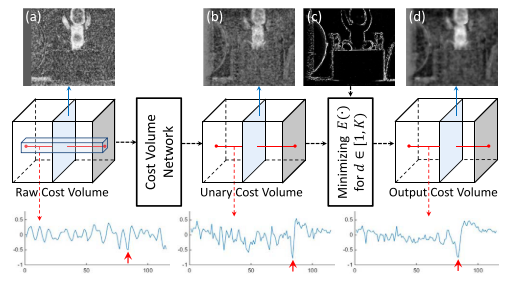 (a)
(b)
(c)
(d)
Cost Volume
Network
Minimizing E(·)
for d ∈ [1, K)
Raw Cost Volume
Unary Cost Volume
Output Cost Volume
0.5
0
-0.5
-1
0
50
100
0.5
0
-0.5
-1
0
50
100
0.5
0
-0.5
-1
0
50
100